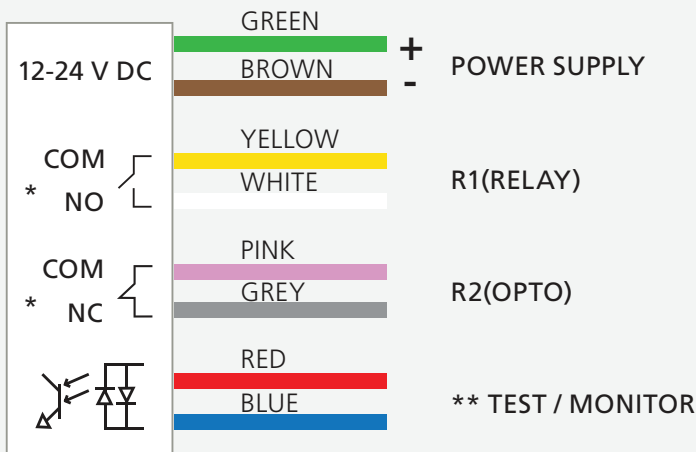 GREEN
12-24 V DC
+
BROWN
-
POWER SUPPLY
YELLOW
COM
WHITE
* NO
R1(RELAY)
PINK
COM
GREY
* NC
R2(OPTO)
RED
BLUE
** TEST / MONITOR